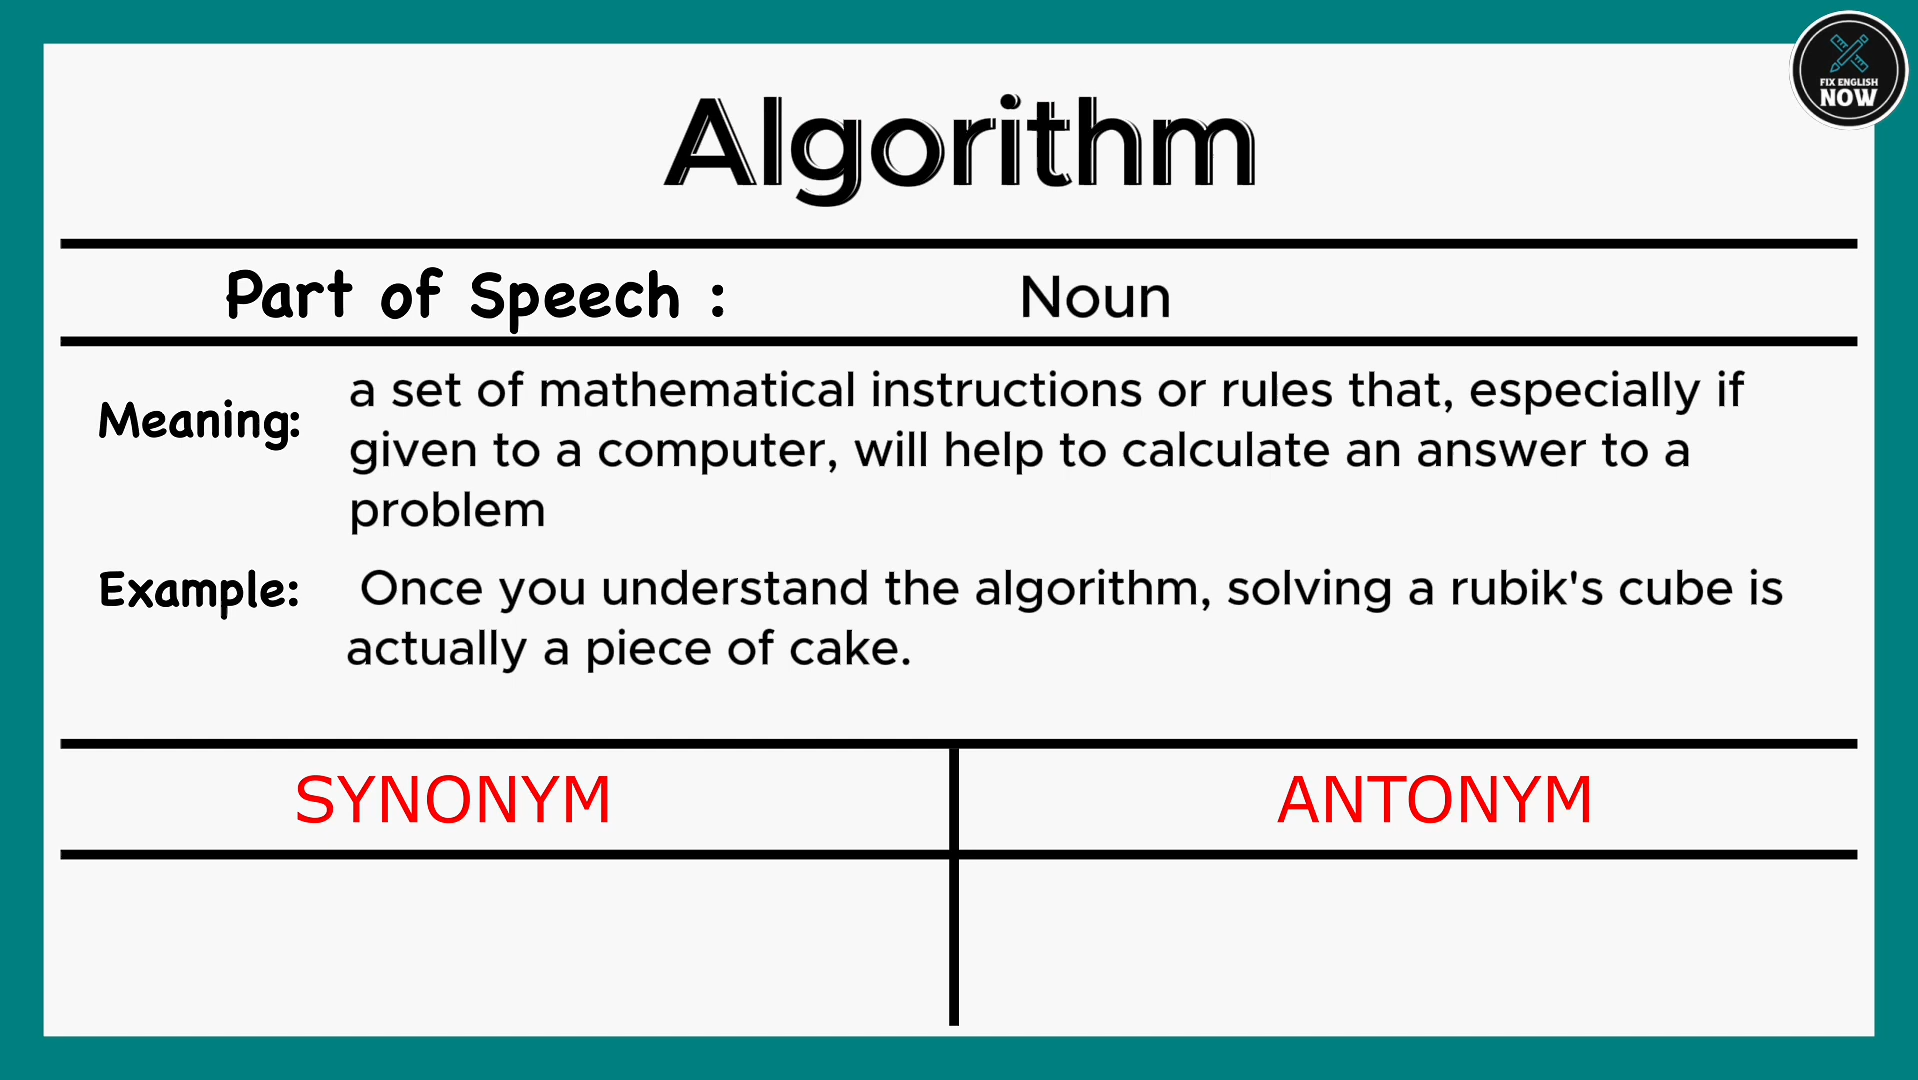 FIX ENGLISH
NOW
Algorithm
Part of Speech : Noun
Meaning: a set of mathematical instructions or rules that, especially if
given to a computer, will help to calculate an answer to a
problem
Example: Once you understand the algorithm, solving a rubik's cube is
actually a piece of cake.
SYNONYM ANTONYM